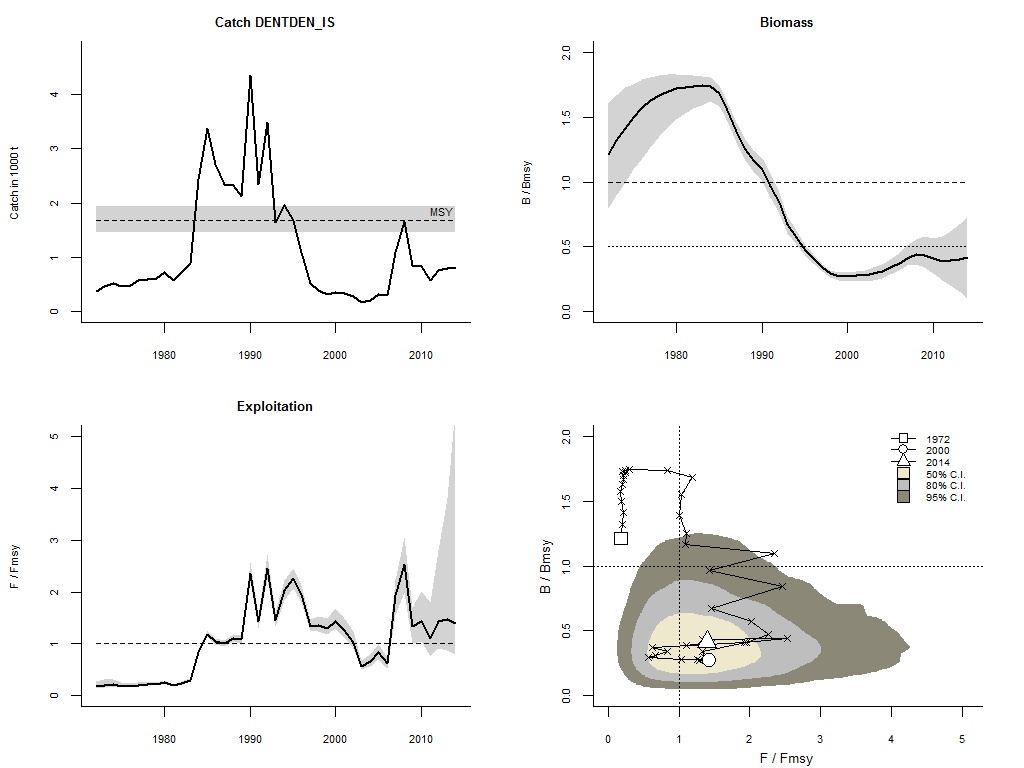 Catch DENTDEN_IS
Catch in 1000 t
4
3
2
1
0
MSY
1980 1990 2000 2010
Biomass
B / Bmsy
2.0
1.5
1.0
0.5
0.0
1980 1990 2000 2010
Exploitation
F / Fmsy
5
4
3
2
1
0
1980 1990 2000 2010
B / Bmsy
2.0
1.5
1.0
0.5
0.0
1972
2000
2014
50% C.I.
80% C.I.
95% C.I.
0 1 2 3 4 5
F / Fmsy